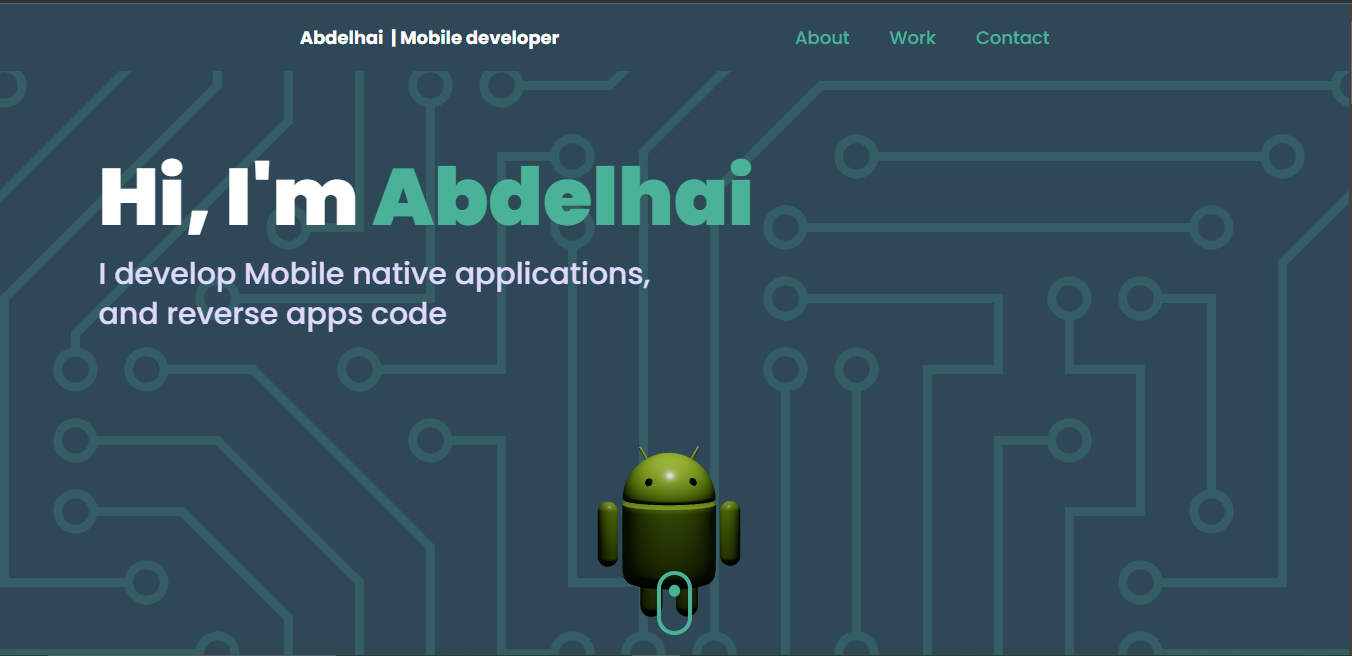 Abdelhai | Mobile developer
About Work Contact
Hi, I'm Abdelhai
I develop Mobile native applications,
and reverse apps code